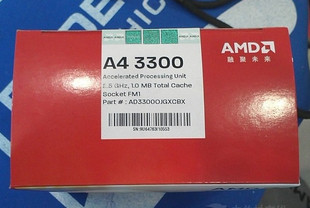 A4 3300
Accelerated Processing Unit
2.5 GHz, 1.0 MB Total Cache
Socket FM1
Part # : AD3300OJGXCBX
AMD
融聚未来